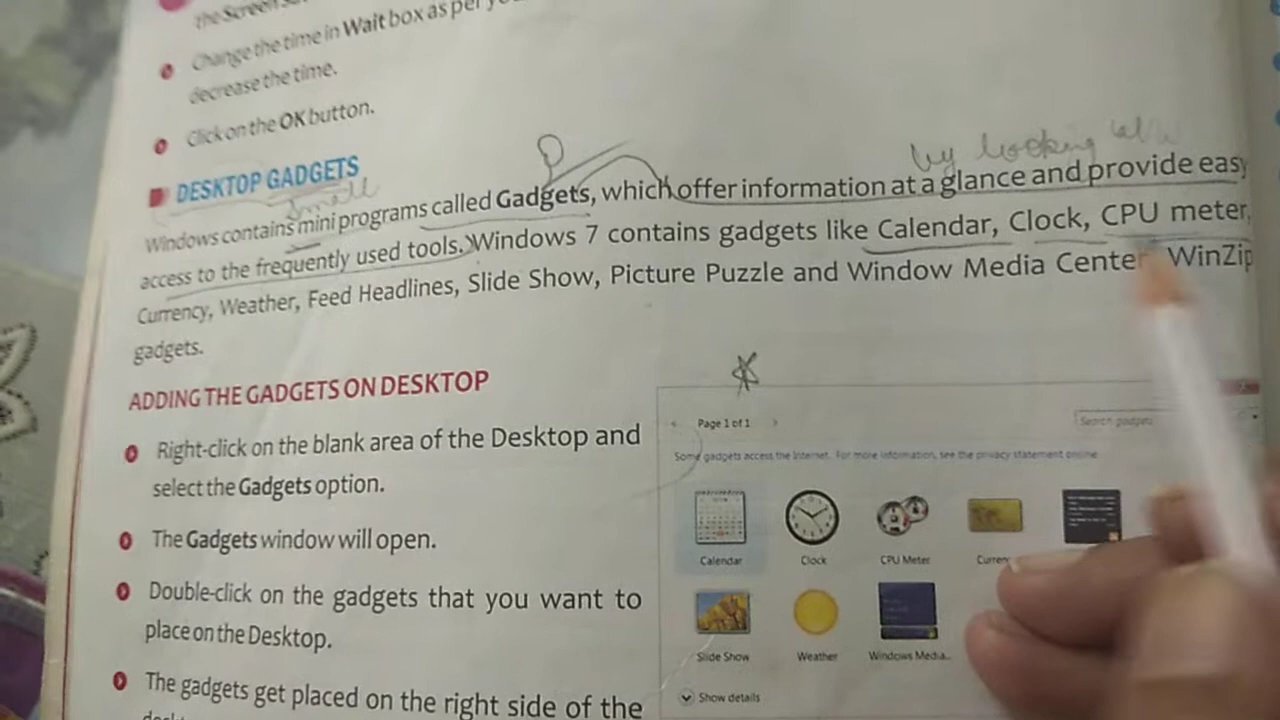 the Screen
Change the time in Wait box as per
decrease the time.
Click on the OK button.
by looking
DESKTOP GADGETS
small
Windows contains mini programs called Gadgets, which offer information at a glance and provide easy
access to the frequently used tools. Windows 7 contains gadgets like Calendar, Clock, CPU meter,
Currency, Weather, Feed Headlines, Slide Show, Picture Puzzle and Window Media Center, WinZip
gadgets.
ADDING THE GADGETS ON DESKTOP
Right-click on the blank area of the Desktop and
select the Gadgets option.
The Gadgets window will open.
Double-click on the gadgets that you want to
place on the Desktop.
The gadgets get placed on the right side of the
Page 1 of 1
Search gadgets
Some gadgets access the Internet. For more information, see the privacy statement online
Calendar Clock CPU Meter
Slide Show Weather Windows Media...
Show details